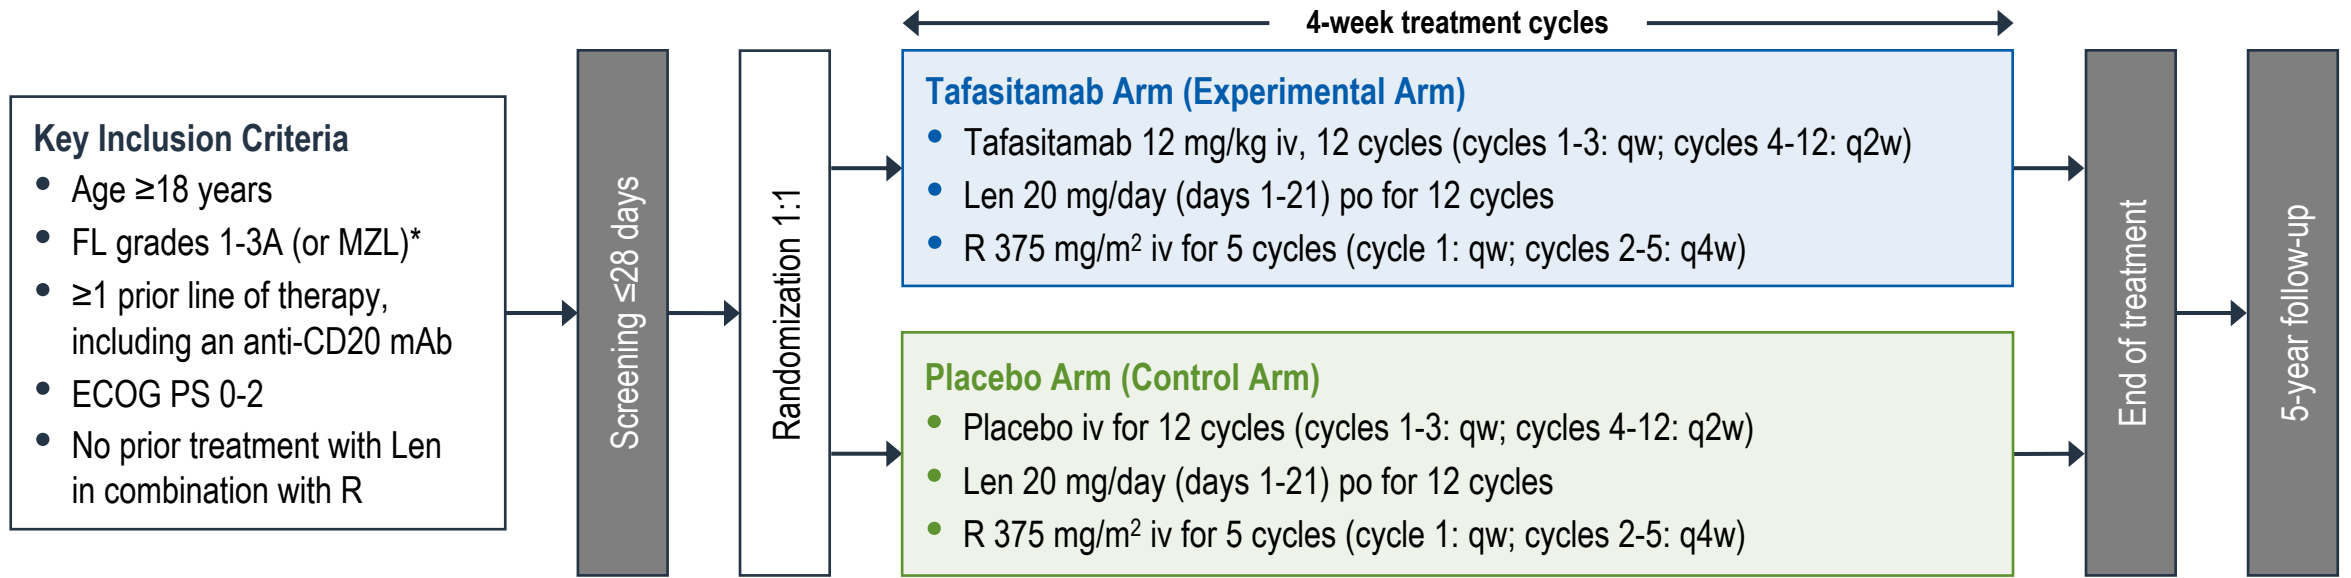 4-week treatment cycles
Key Inclusion Criteria
• Age ≥18 years
• FL grades 1-3A (or MZL)*
• ≥1 prior line of therapy,
including an anti-CD20 mAb
• ECOG PS 0-2
• No prior treatment with Len
in combination with R
Screening ≤28 days
Randomization 1:1
Tafasitamab Arm (Experimental Arm)
• Tafasitamab 12 mg/kg iv, 12 cycles (cycles 1-3: qw; cycles 4-12: q2w)
• Len 20 mg/day (days 1-21) po for 12 cycles
• R 375 mg/m² iv for 5 cycles (cycle 1: qw; cycles 2-5: q4w)
Placebo Arm (Control Arm)
• Placebo iv for 12 cycles (cycles 1-3: qw; cycles 4-12: q2w)
• Len 20 mg/day (days 1-21) po for 12 cycles
• R 375 mg/m² iv for 5 cycles (cycle 1: qw; cycles 2-5: q4w)
End of treatment
5-year follow-up